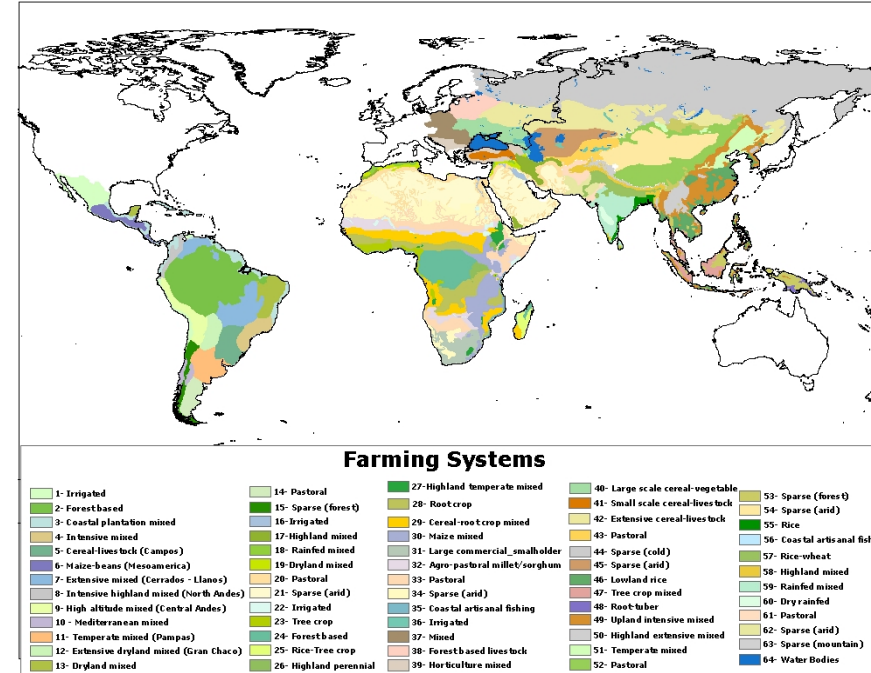 Farming Systems
1- Irrigated
2- Forest based
3- Coastal plantation mixed
4- Intensive mixed
5- Cereal-livestock (Campos)
6- Maize-beans (Mesoamerica)
7- Extensive mixed (Cerrados - Llanos)
8- Intensive highland mixed (North Andes)
9- High altitude mixed (Central Andes)
10 - Mediterranean mixed
11- Temperate mixed (Pampas)
12- Extensive dryland mixed (Gran Chaco)
13- Dryland mixed
14- Pastoral
15- Sparse (forest)
16-Irrigated
17-Highland mixed
18- Rainfed mixed
19-Dryland mixed
20- Pastoral
21- Sparse (arid)
22- Irrigated
23- Tree crop
24- Forest based
25- Rice-Tree crop
26- Highland perennial
27-Highland temperate mixed
28- Root crop
29- Cereal-root crop mixed
30- Maize mixed
31- Large commercial_smallholder
32- Agro-pastoral millet/sorghum
33- Pastoral
34- Sparse (arid)
35- Coastal artisanal fishing
36- Irrigated
37- Mixed
38- Forest based livestock
39- Horticulture mixed
40- Large scale cereal-vegetable
41- Small scale cereal-livestock
42- Extensive cereal-livestock
43- Pastoral
44- Sparse (cold)
45- Sparse (arid)
46- Lowland rice
47- Tree crop mixed
48- Root-tuber
49- Upland intensive mixed
50- Highland extensive mixed
51- Temperate mixed
52- Pastoral
53- Sparse (forest)
54- Sparse (arid)
55- Rice
56- Coastal artisanal fish
57- Rice-wheat
58- Highland mixed
59- Rainfed mixed
60- Dry rainfed
61- Pastoral
62- Sparse (arid)
63- Sparse (mountain)
64- Water Bodies